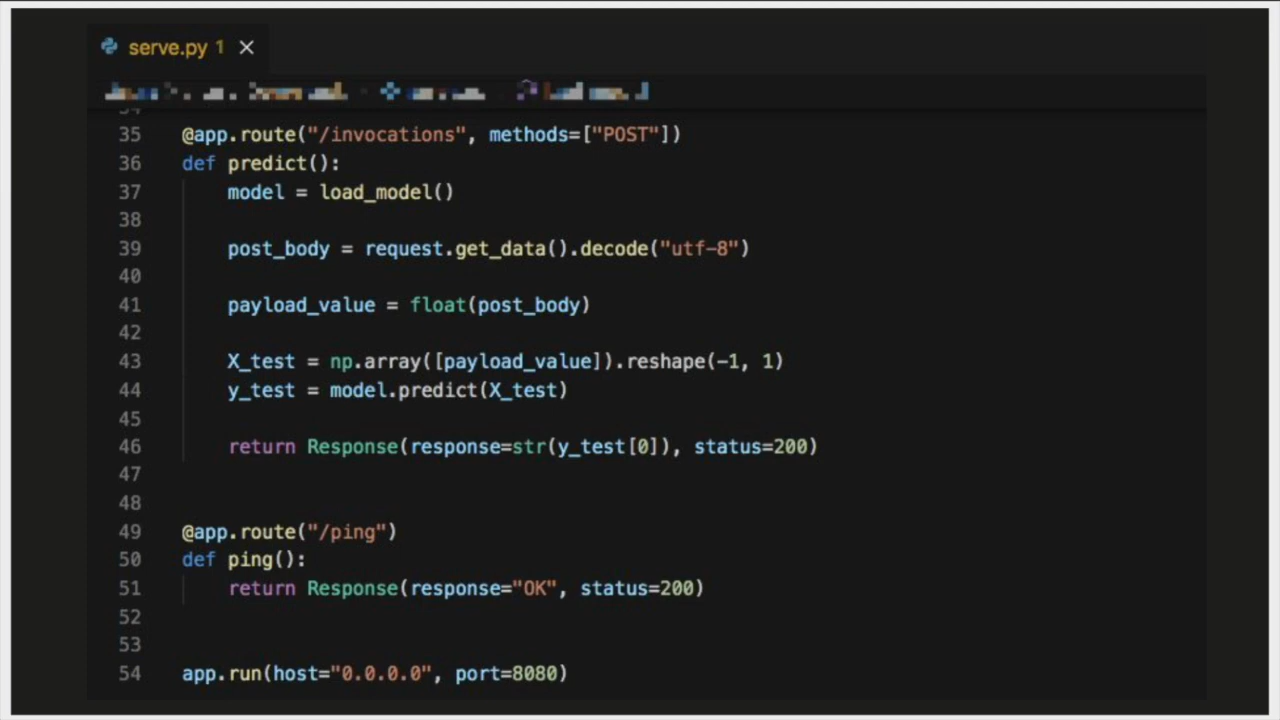 serve.py 1
35 @app.route("/invocations", methods=["POST"])
36 def predict():
37     model = load_model()
38
39     post_body = request.get_data().decode("utf-8")
40
41     payload_value = float(post_body)
42
43     X_test = np.array([payload_value]).reshape(-1, 1)
44     y_test = model.predict(X_test)
45
46     return Response(response=str(y_test[0]), status=200)
47
48
49 @app.route("/ping")
50 def ping():
51     return Response(response="OK", status=200)
52
53
54 app.run(host="0.0.0.0", port=8080)